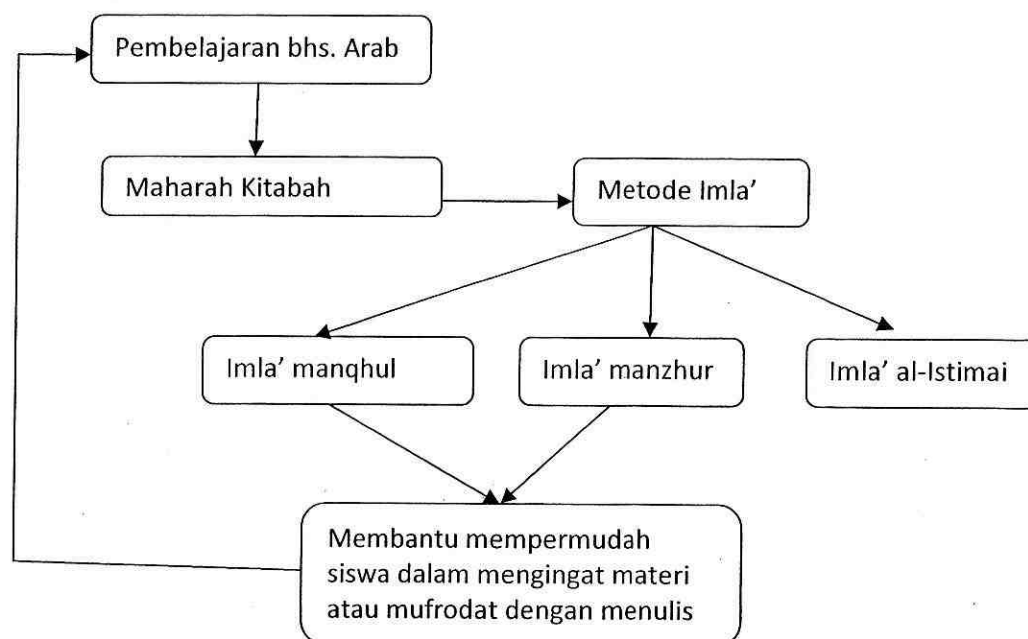 Pembelajaran bhs. Arab
Maharah Kitabah
Metode Imla’
Imla’ manqhul
Imla’ manzhur
Imla’ al-Istimai
Membantu mempermudah
siswa dalam mengingat materi
atau mufrodat dengan menulis